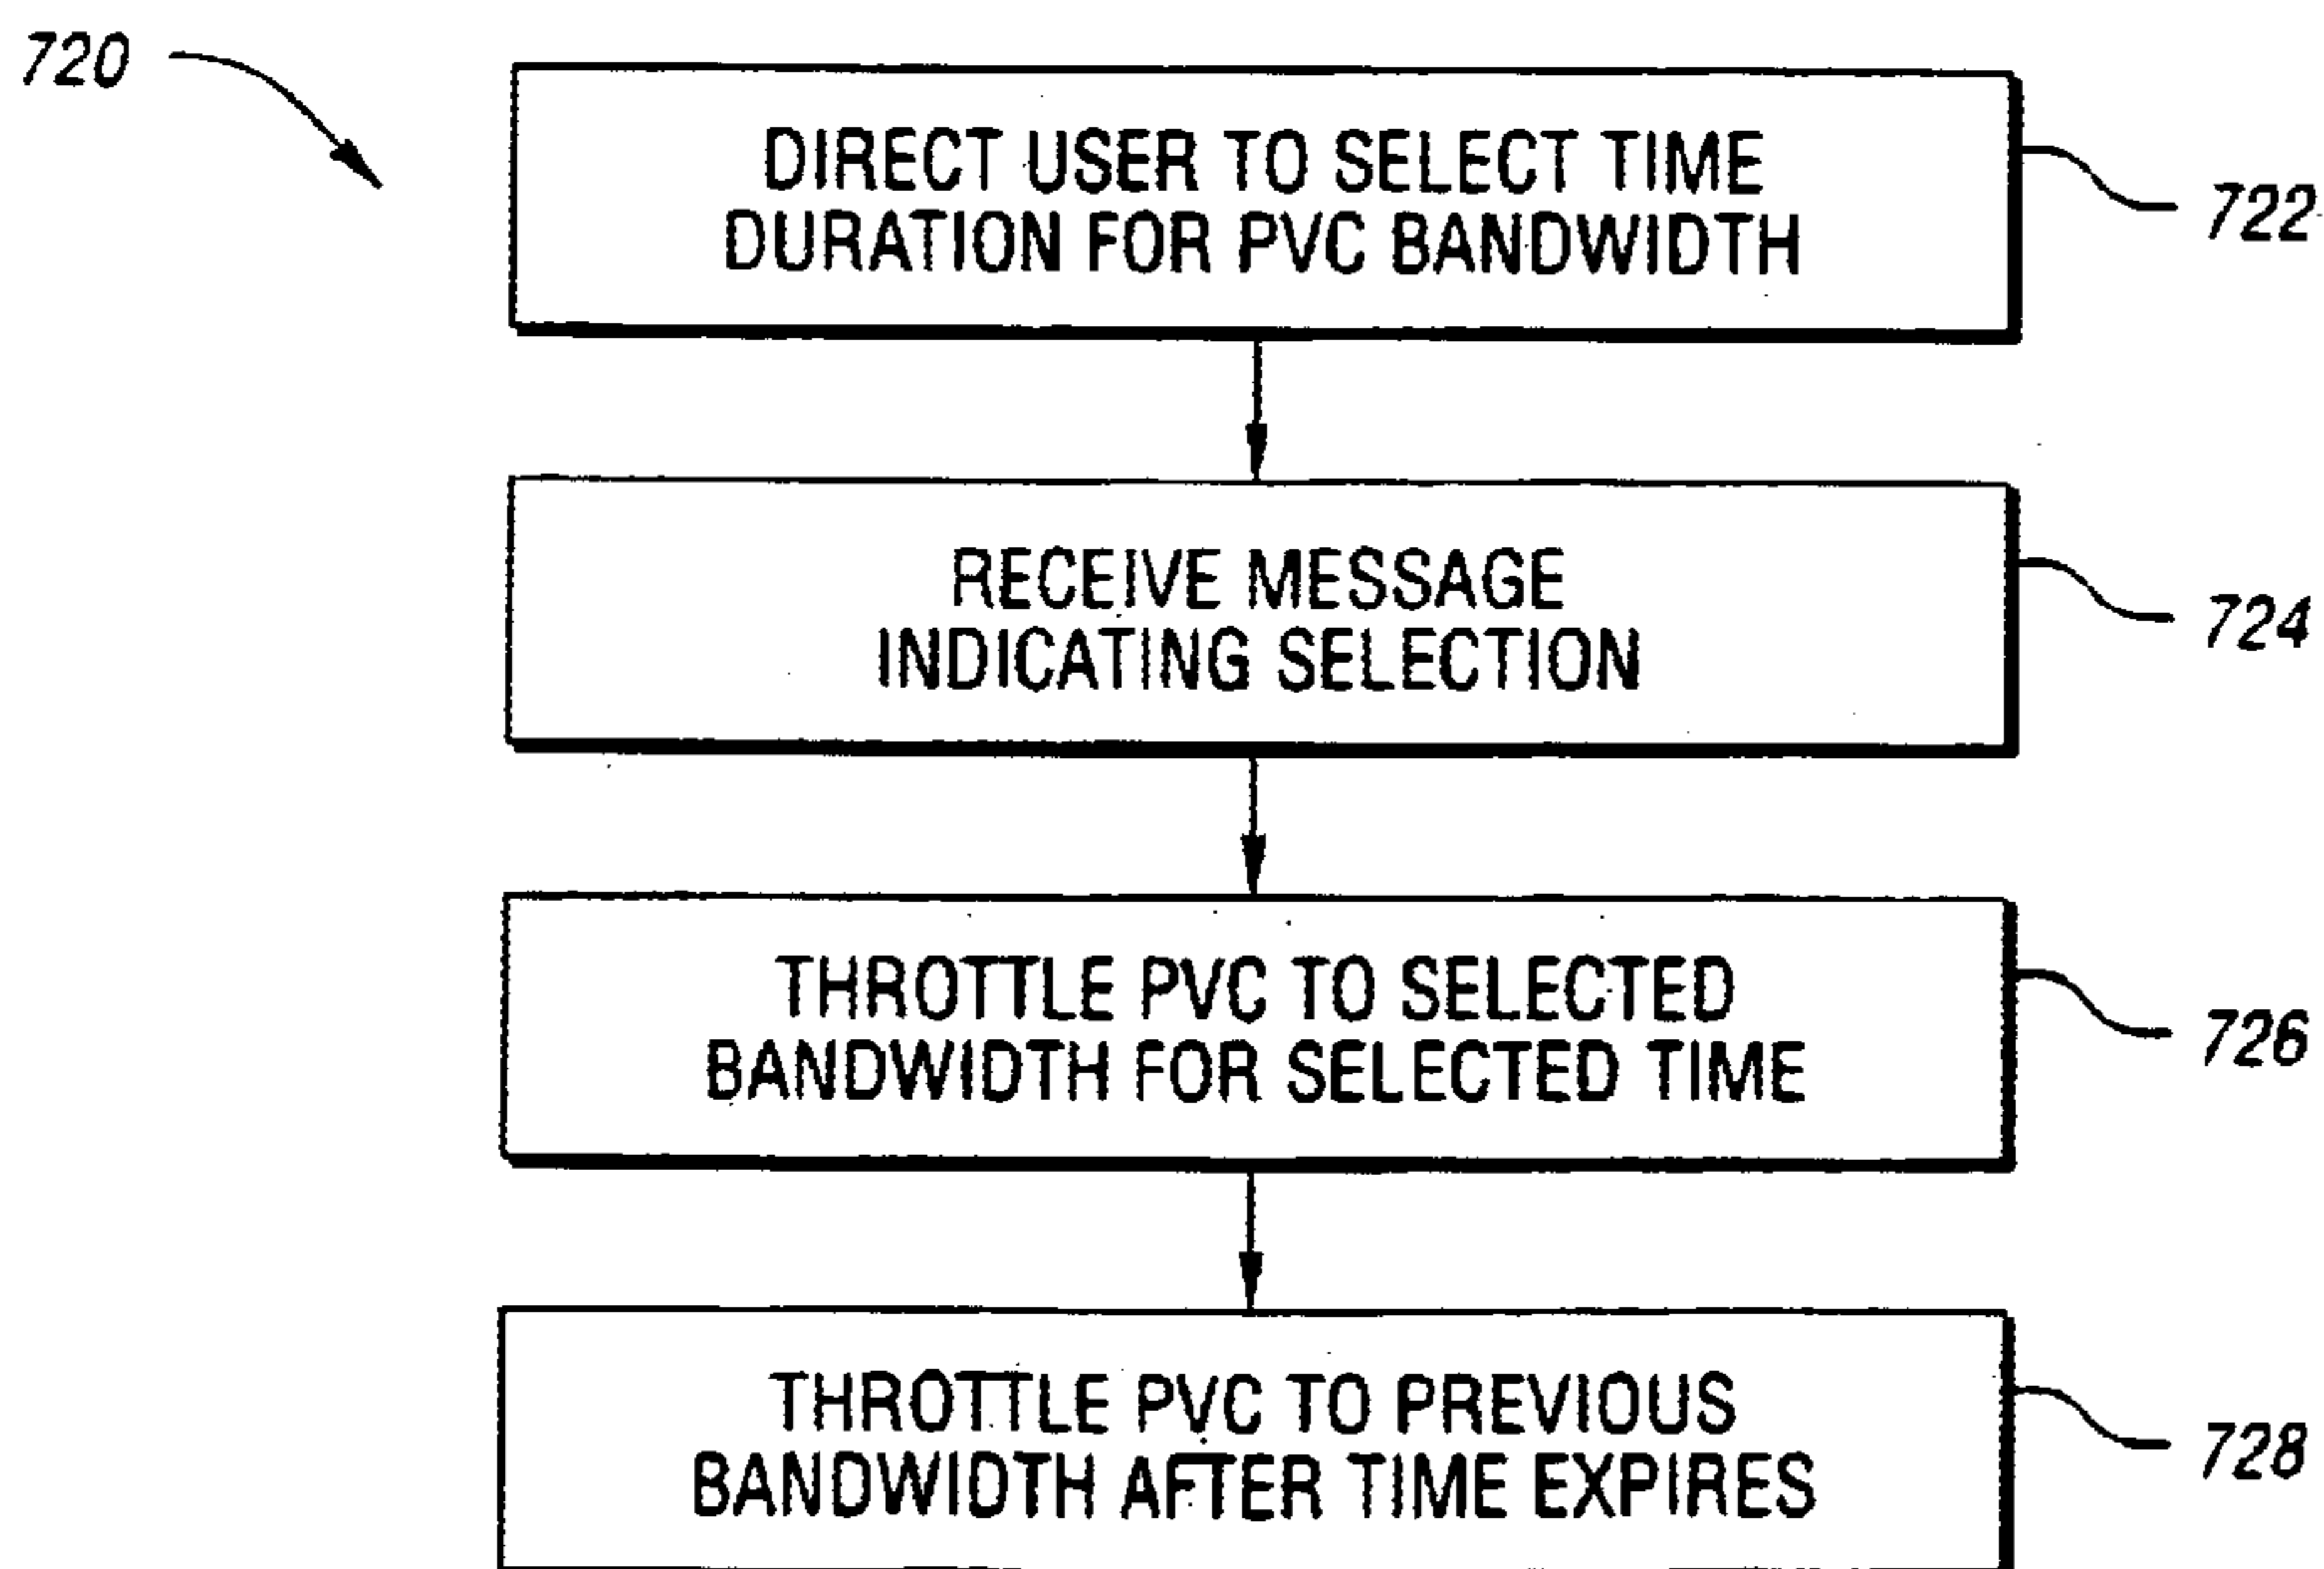 720
DIRECT USER TO SELECT TIME
DURATION FOR PVC BANDWIDTH
722
RECEIVE MESSAGE
INDICATING SELECTION
724
THROTTLE PVC TO SELECTED
BANDWIDTH FOR SELECTED TIME
726
THROTTLE PVC TO PREVIOUS
BANDWIDTH AFTER TIME EXPIRES
728